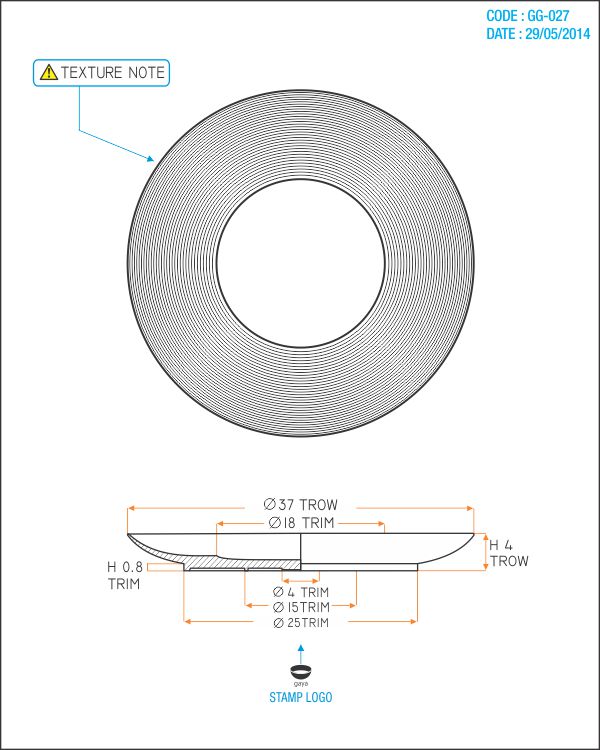 CODE : GG-027
DATE : 29/05/2014
TEXTURE NOTE
Ø 37 TROW
Ø 18 TRIM
H 4
TROW
H 0.8
TRIM
Ø 4 TRIM
Ø 15 TRIM
Ø 25 TRIM
gaya
STAMP LOGO